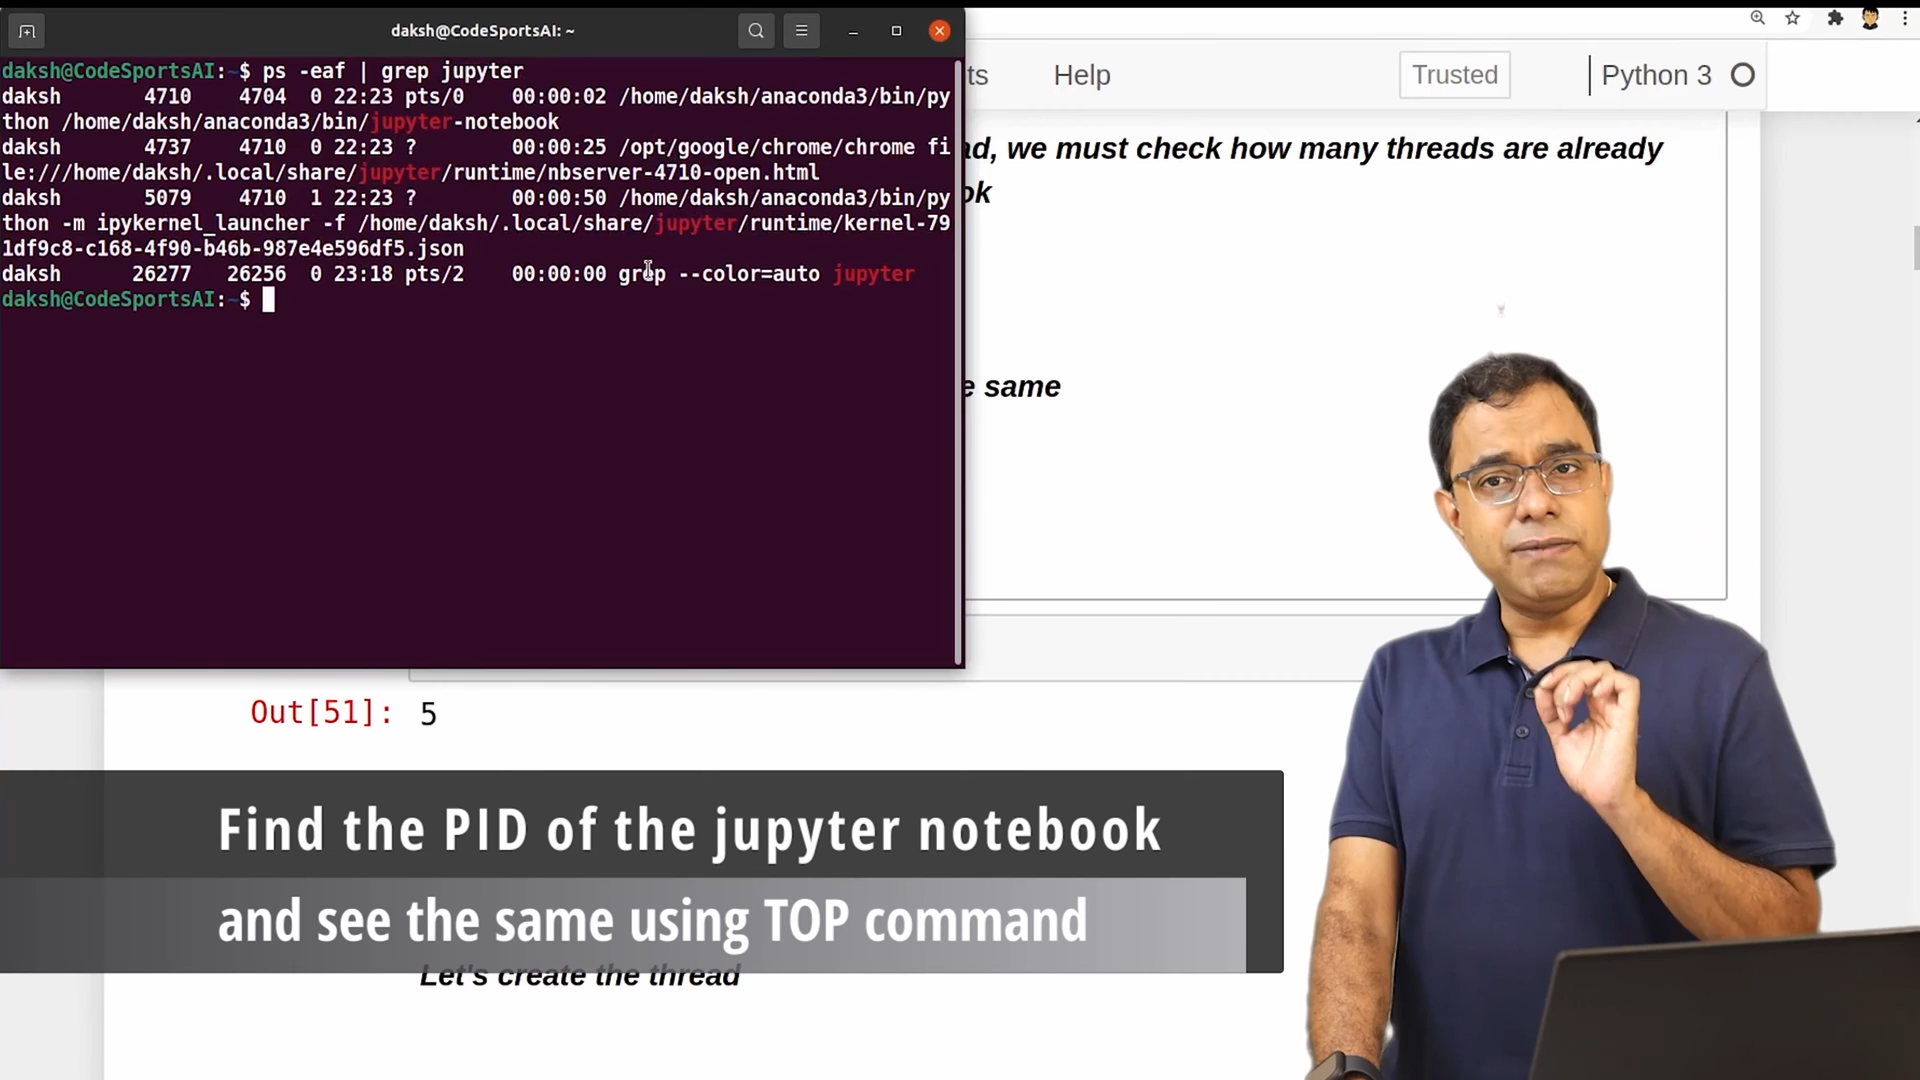 daksh@CodeSportsAI: ~
daksh@CodeSportsAI:~$ ps -eaf | grep jupyter
daksh 4710 4704 0 22:23 pts/0 00:00:02 /home/daksh/anaconda3/bin/py
thon /home/daksh/anaconda3/bin/jupyter-notebook
daksh 4737 4710 0 22:23 ? 00:00:25 /opt/google/chrome/chrome fi
le:///home/daksh/.local/share/jupyter/runtime/nbserver-4710-open.html
daksh 5079 4710 1 22:23 ? 00:00:50 /home/daksh/anaconda3/bin/py
thon -m ipykernel_launcher -f /home/daksh/.local/share/jupyter/runtime/kernel-79
1df9c8-c168-4f90-b46b-987e4e596df5.json
daksh 26277 26256 0 23:18 pts/2 00:00:00 grep --color=auto jupyter
daksh@CodeSportsAI:~$
ts Help Trusted Python 3
ad, we must check how many threads are already
ok
e same
Out[51]: 5
Find the PID of the jupyter notebook
and see the same using TOP command
Let's create the thread